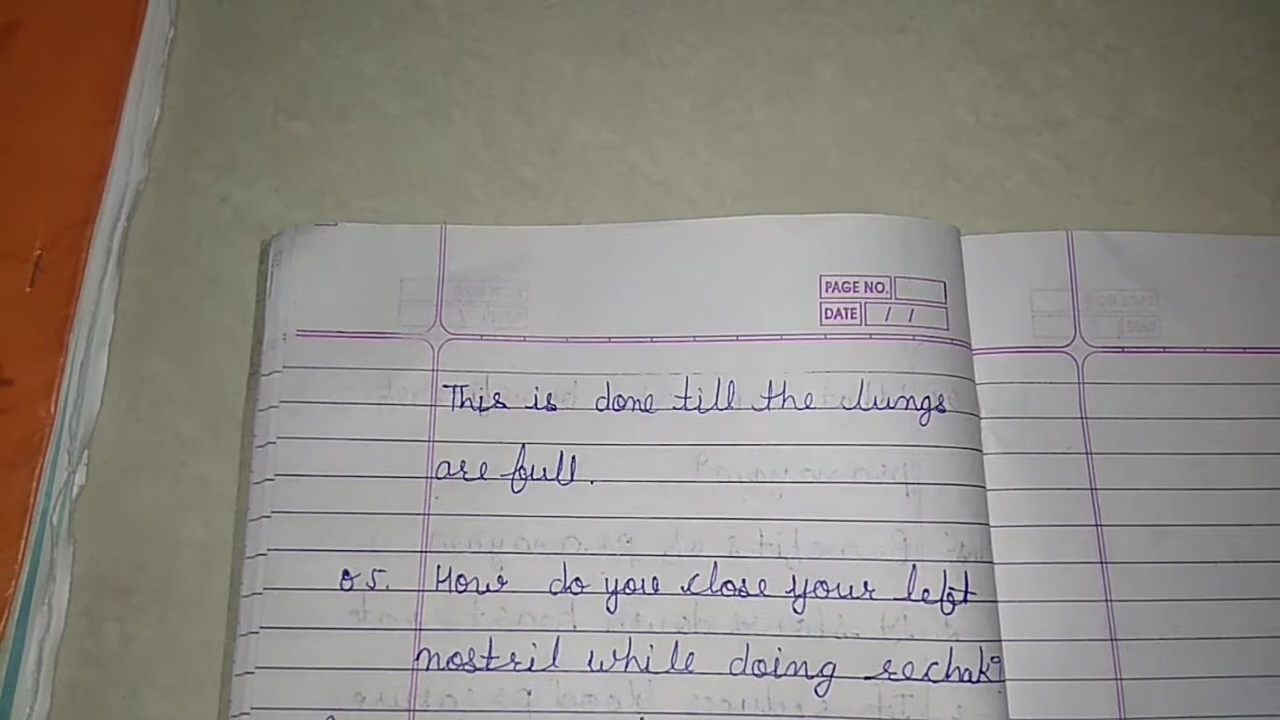 PAGE NO.
DATE / /
This is done till the lungs
are full.
Q5. How do you close your left
nostril while doing rechak?